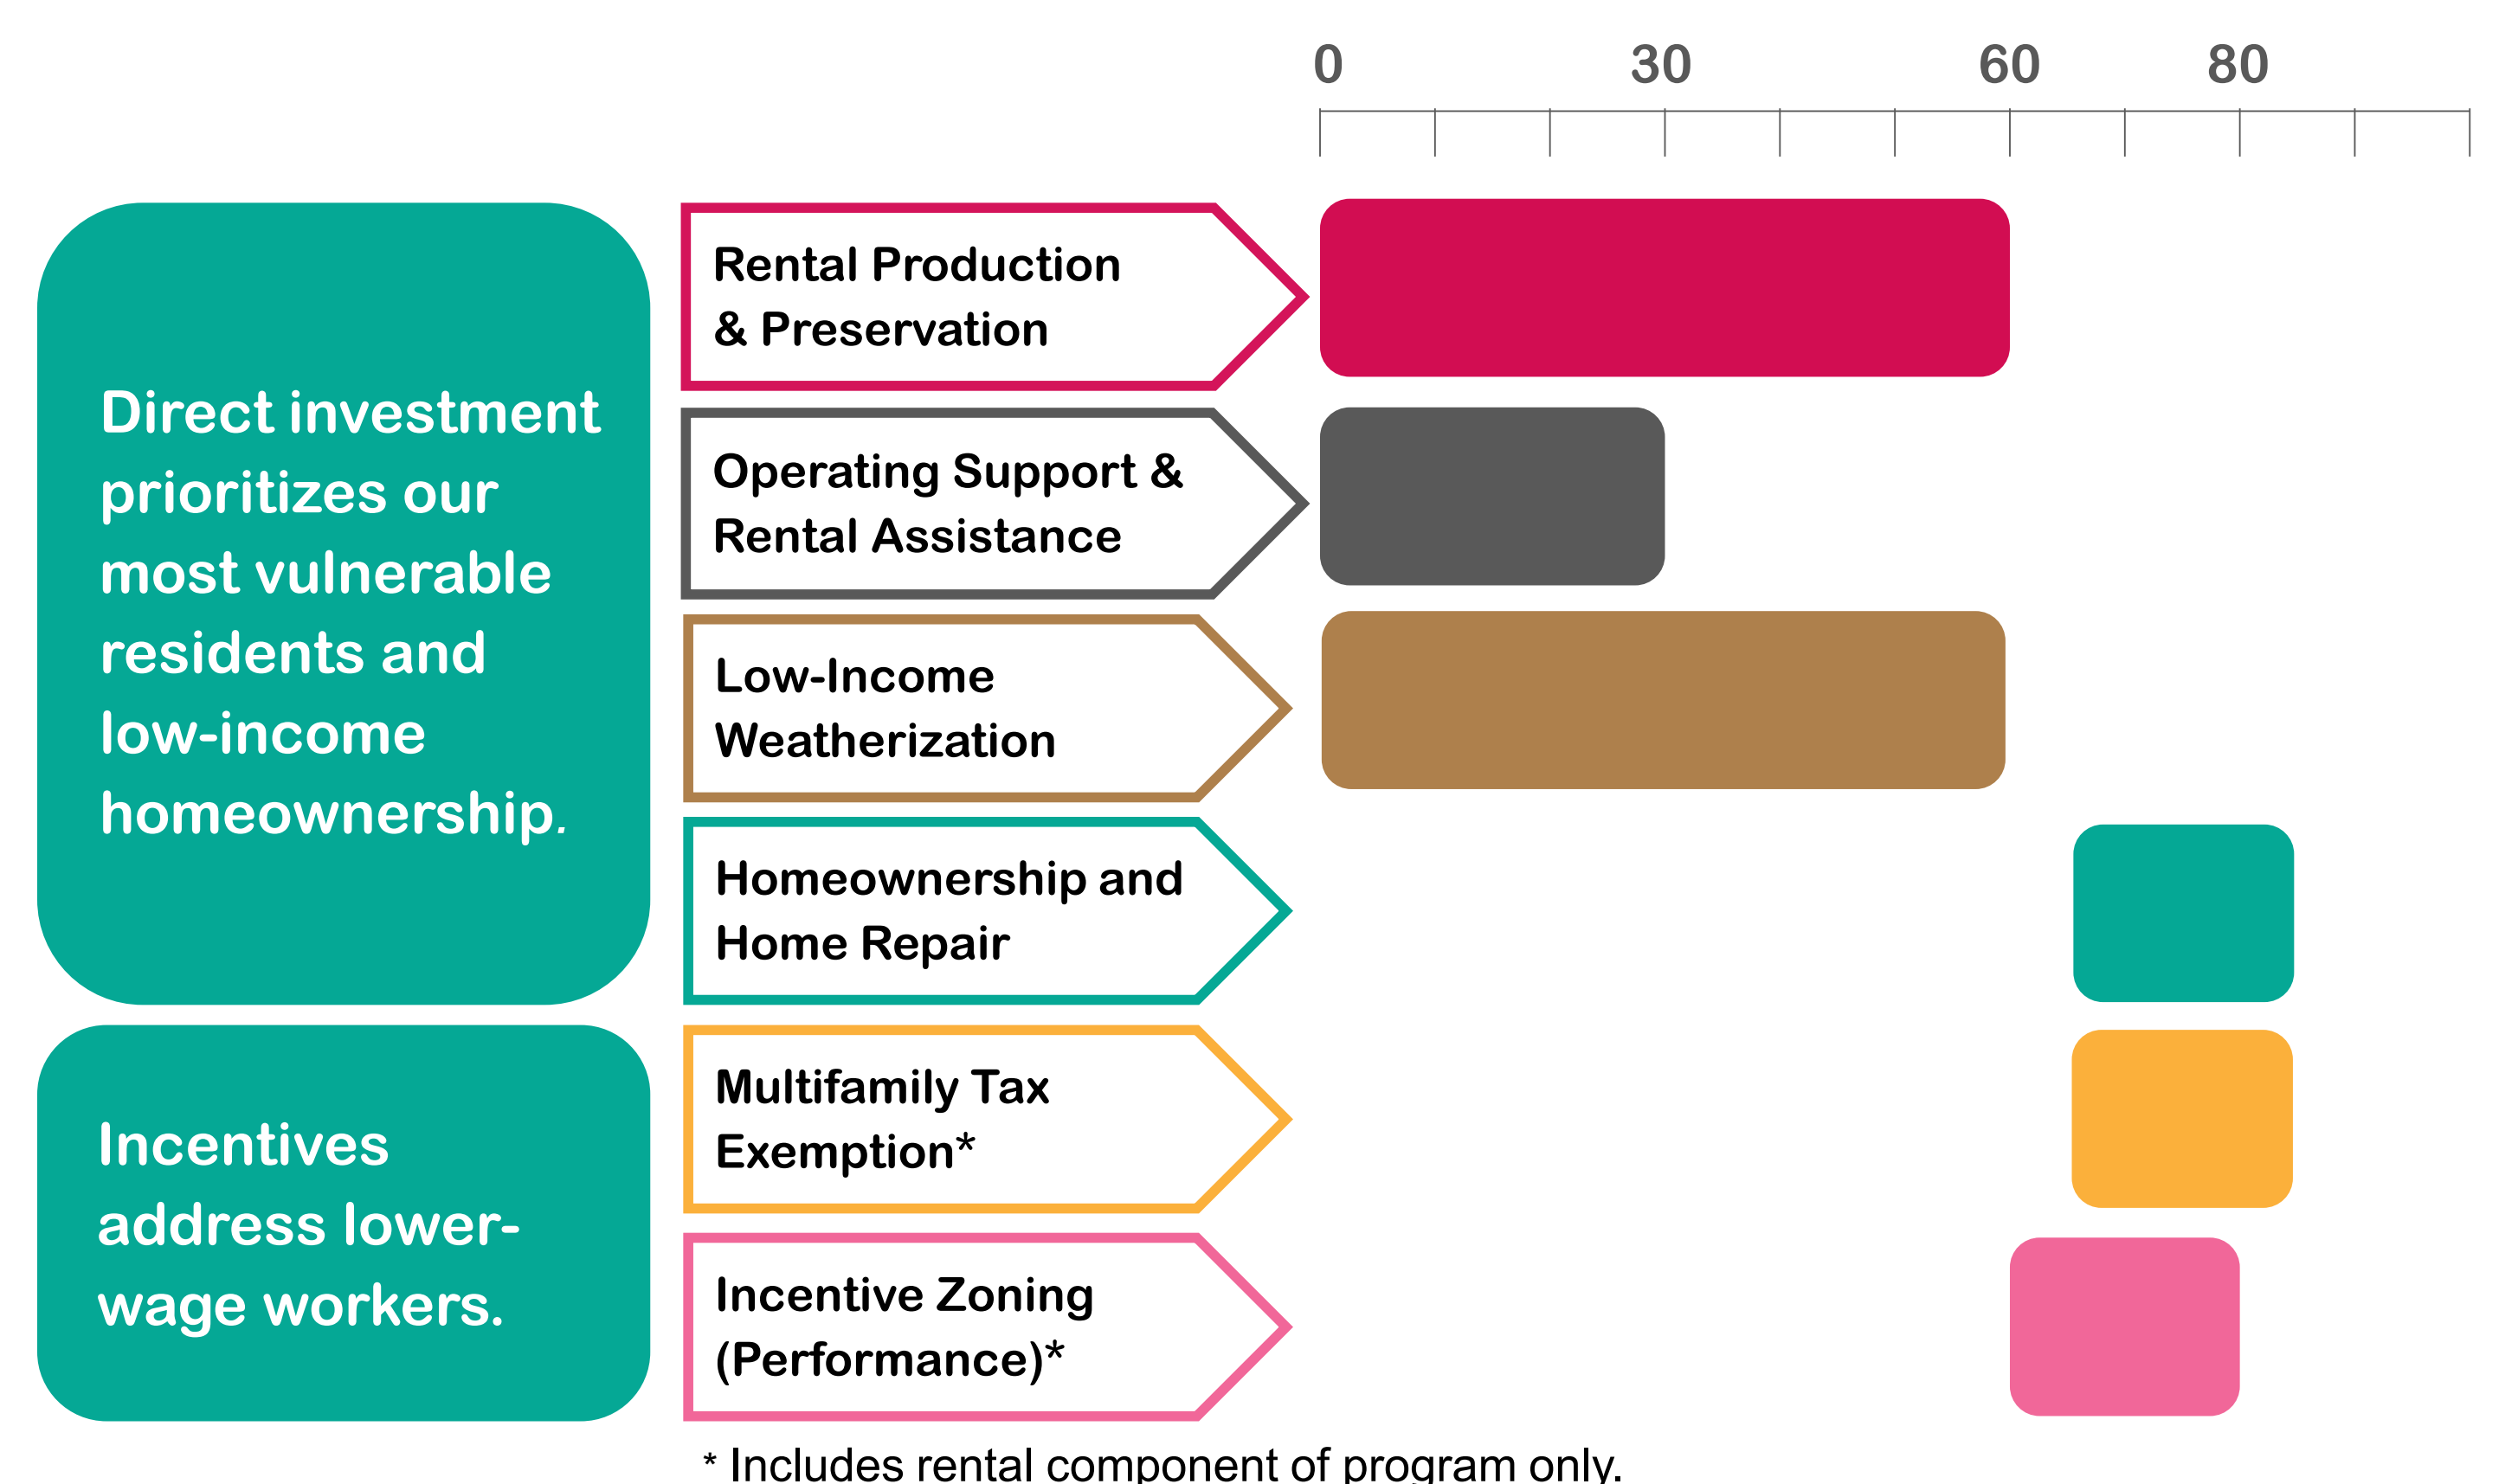 0 30 60 80
Direct investment
prioritizes our
most vulnerable
residents and
low-income
homeownership.
Rental Production
& Preservation
Operating Support &
Rental Assistance
Low-Income
Weatherization
Homeownership and
Home Repair
Incentives
address lower-
wage workers.
Multifamily Tax
Exemption*
Incentive Zoning
(Performance)*
* Includes rental component of program only.